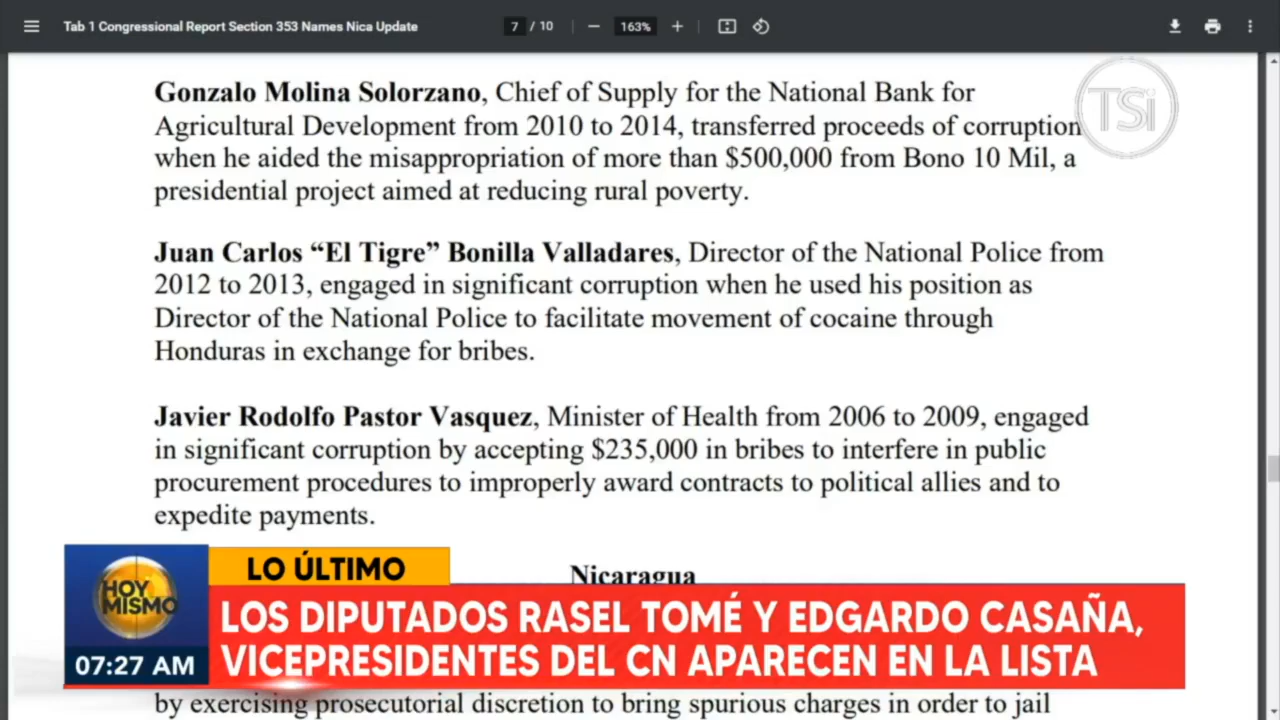 Tab 1 Congressional Report Section 353 Names Nica Update
7 / 10
163%
Gonzalo Molina Solorzano, Chief of Supply for the National Bank for
Agricultural Development from 2010 to 2014, transferred proceeds of corruption
when he aided the misappropriation of more than $500,000 from Bono 10 Mil, a
presidential project aimed at reducing rural poverty.
TSi
Juan Carlos “El Tigre” Bonilla Valladares, Director of the National Police from
2012 to 2013, engaged in significant corruption when he used his position as
Director of the National Police to facilitate movement of cocaine through
Honduras in exchange for bribes.
Javier Rodolfo Pastor Vasquez, Minister of Health from 2006 to 2009, engaged
in significant corruption by accepting $235,000 in bribes to interfere in public
procurement procedures to improperly award contracts to political allies and to
expedite payments.
Nicaragua
LO ÚLTIMO
HOY
MISMO
07:27 AM
LOS DIPUTADOS RASEL TOMÉ Y EDGARDO CASAÑA,
VICEPRESIDENTES DEL CN APARECEN EN LA LISTA
by exercising prosecutorial discretion to bring spurious charges in order to jail